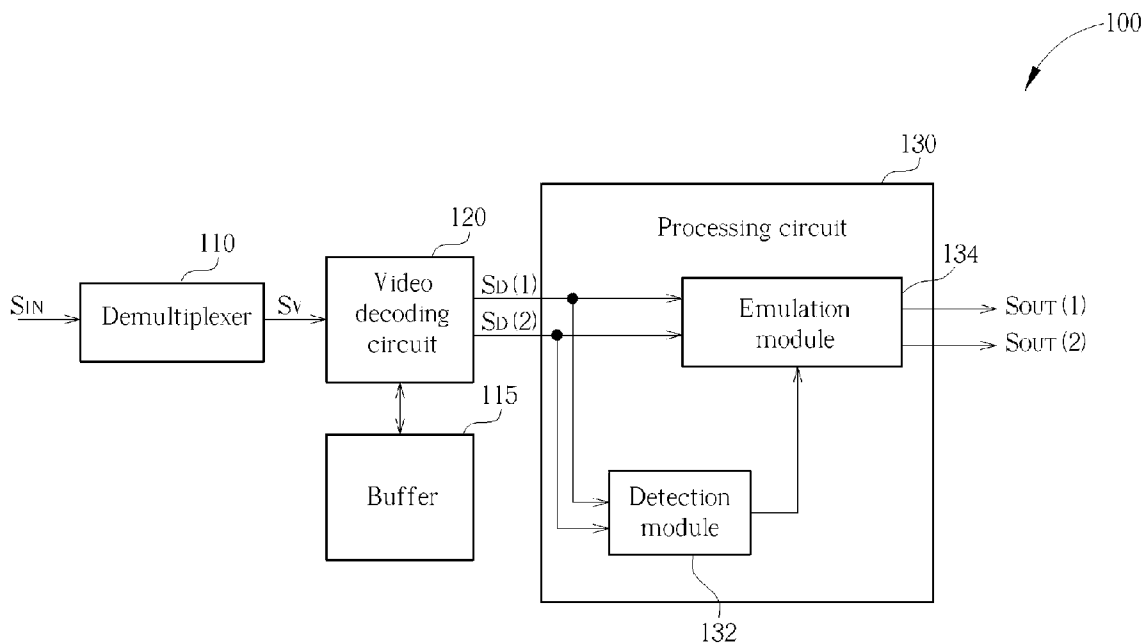 100
130
Processing circuit
120
110
134
SIN
Demultiplexer
SV
Video
decoding
circuit
SD(1)
SD(2)
Emulation
module
SOUT(1)
SOUT(2)
115
Buffer
Detection
module
132